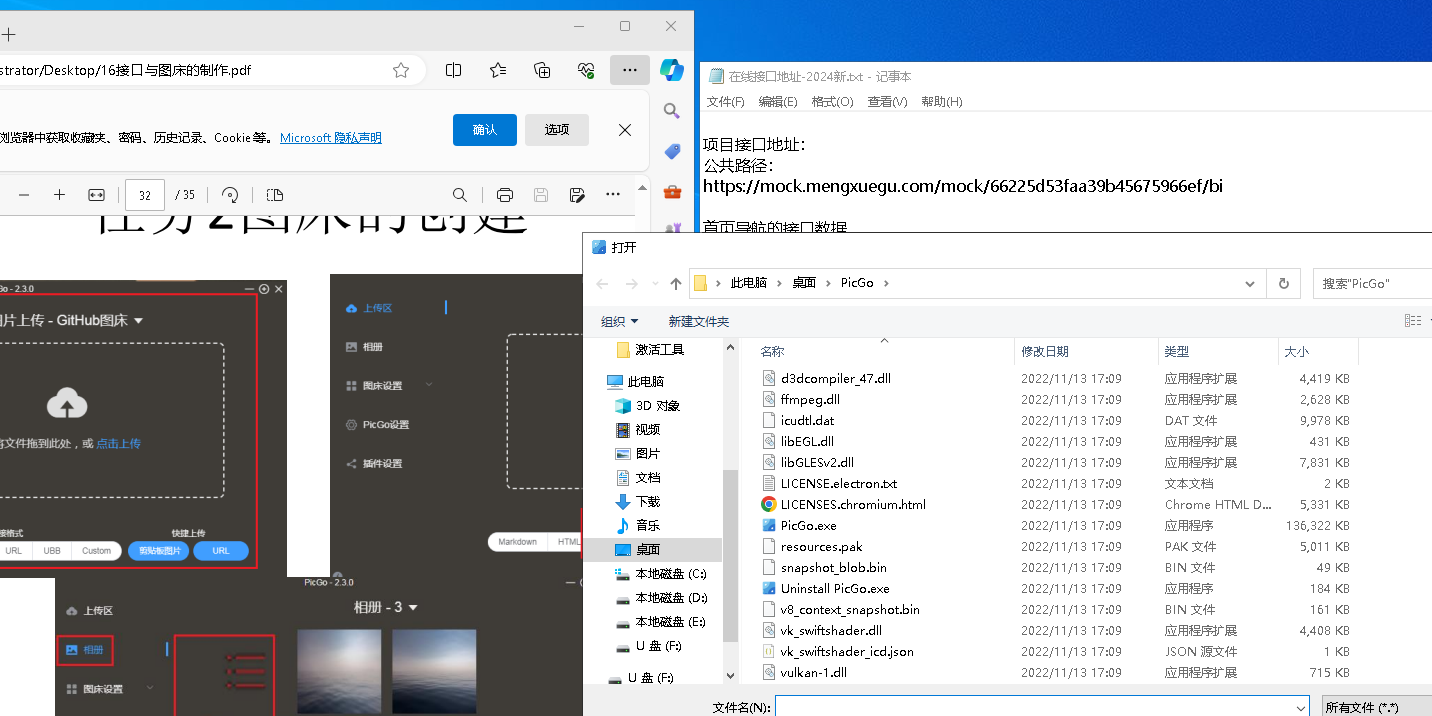 strator/Desktop/16接口与图床的制作.pdf
浏览器中获取收藏夹、密码、历史记录、Cookie 等。 Microsoft 隐私声明
确认
选项
32 / 35
任务2图床的创建
Go - 2.3.0
片上传 - GitHub图床
将文件拖到此处，或 点击上传
接格式
快捷上传
URL
UBB
Custom
剪贴板图片
URL
上传区
相册
图床设置
PicGo设置
插件设置
Markdown
HTML
PicGo - 2.3.0
上传区
相册 - 3
相册
图床设置
在线接口地址-2024新.txt - 记事本
文件(F) 编辑(E) 格式(O) 查看(V) 帮助(H)
项目接口地址：
公共路径：
https://mock.mengxuegu.com/mock/66225d53faa39b45675966ef/bi
首页导航的接口数据
打开
此电脑 › 桌面 › PicGo ›
搜索"PicGo"
组织 新建文件夹
激活工具
此电脑
3D 对象
视频
图片
文档
下载
音乐
桌面
本地磁盘 (C:)
本地磁盘 (D:)
本地磁盘 (E:)
U 盘 (F:)
U 盘 (F:)
名称 修改日期 类型 大小
d3dcompiler_47.dll 2022/11/13 17:09 应用程序扩展 4,419 KB
ffmpeg.dll 2022/11/13 17:09 应用程序扩展 2,628 KB
icudtl.dat 2022/11/13 17:09 DAT 文件 9,978 KB
libEGL.dll 2022/11/13 17:09 应用程序扩展 431 KB
libGLESv2.dll 2022/11/13 17:09 应用程序扩展 7,831 KB
LICENSE.electron.txt 2022/11/13 17:09 文本文档 2 KB
LICENSES.chromium.html 2022/11/13 17:09 Chrome HTML D... 5,331 KB
PicGo.exe 2022/11/13 17:09 应用程序 136,322 KB
resources.pak 2022/11/13 17:09 PAK 文件 5,011 KB
snapshot_blob.bin 2022/11/13 17:09 BIN 文件 49 KB
Uninstall PicGo.exe 2022/11/13 17:09 应用程序 184 KB
v8_context_snapshot.bin 2022/11/13 17:09 BIN 文件 161 KB
vk_swiftshader.dll 2022/11/13 17:09 应用程序扩展 4,408 KB
vk_swiftshader_icd.json 2022/11/13 17:09 JSON 源文件 1 KB
vulkan-1.dll 2022/11/13 17:09 应用程序扩展 715 KB
文件名(N):
所有文件 (*.*)